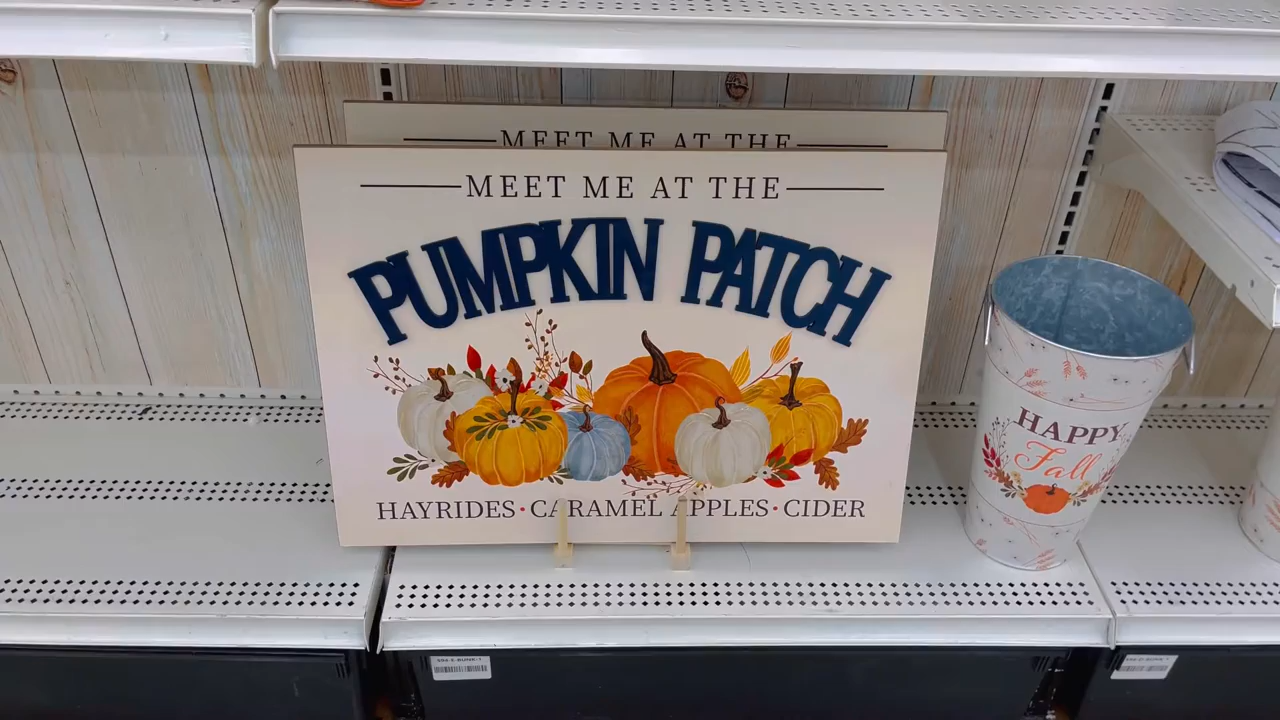 MEET ME AT THE
MEET ME AT THE
PUMPKIN PATCH
HAYRIDES • CARAMEL APPLES • CIDER
HAPPY
Fall